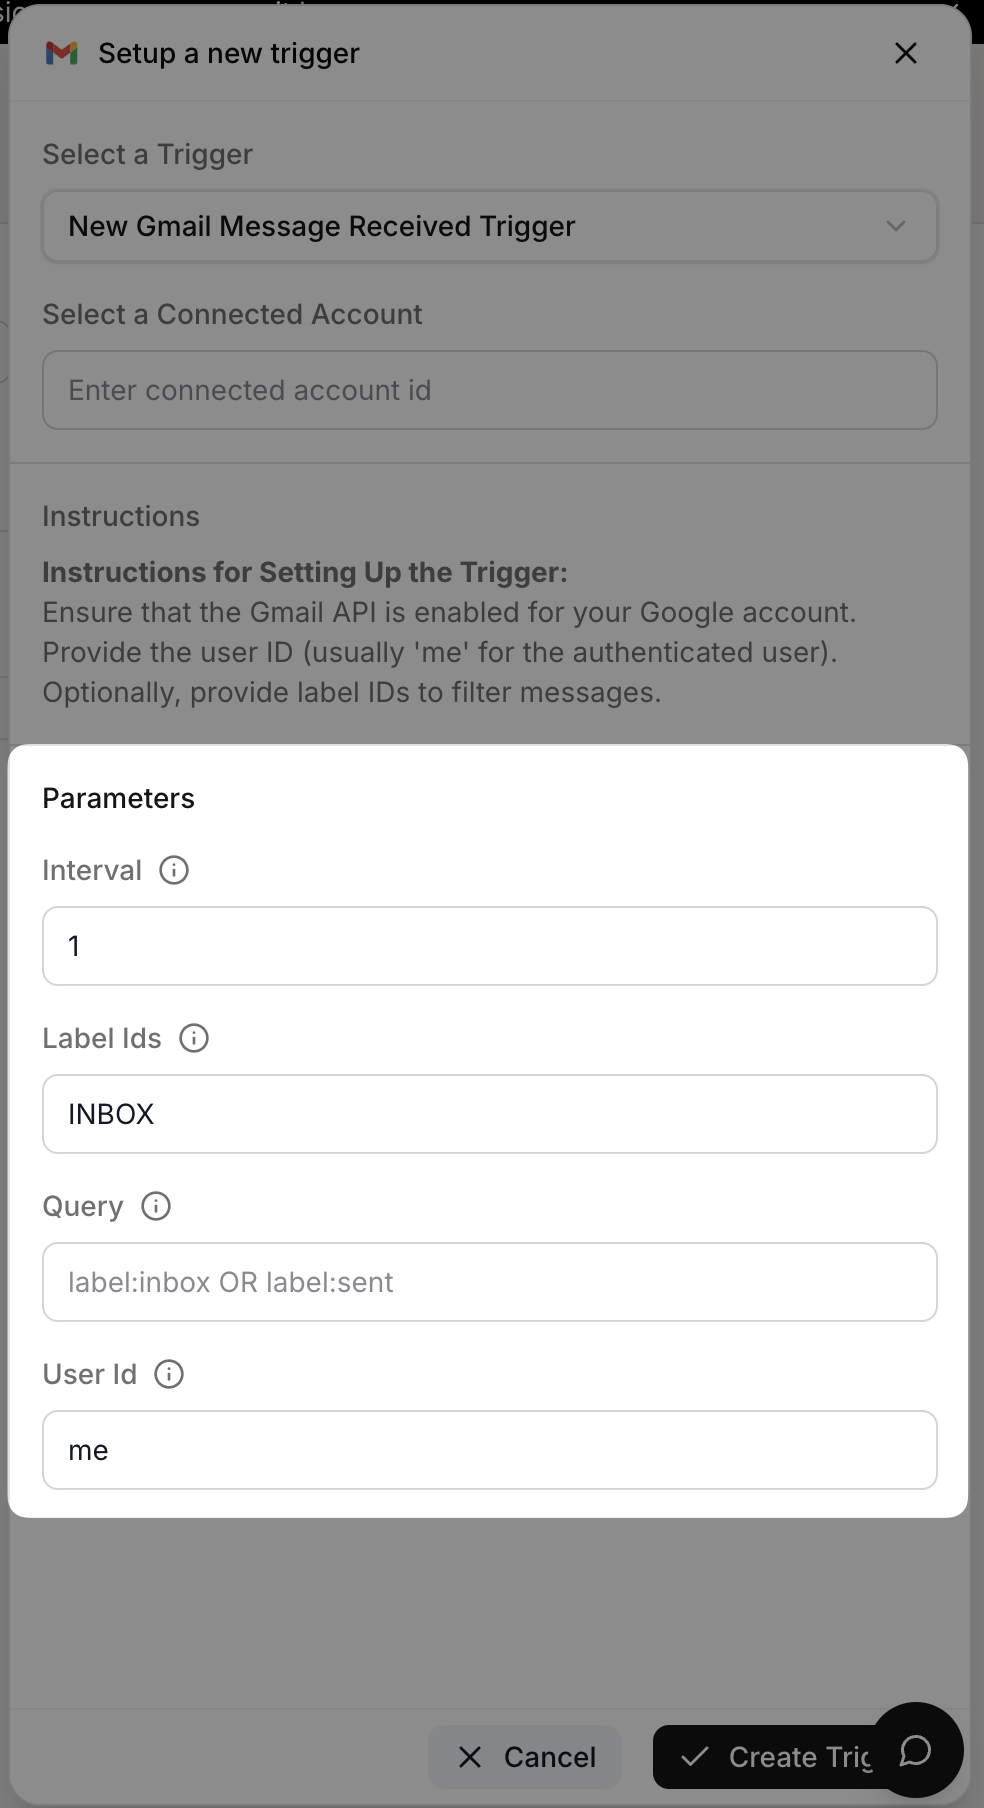 Setup a new trigger
Select a Trigger
New Gmail Message Received Trigger
Select a Connected Account
Enter connected account id
Instructions
Instructions for Setting Up the Trigger:
Ensure that the Gmail API is enabled for your Google account.
Provide the user ID (usually 'me' for the authenticated user).
Optionally, provide label IDs to filter messages.
Parameters
Interval
1
Label Ids
INBOX
Query
label:inbox OR label:sent
User Id
me
Cancel
Create